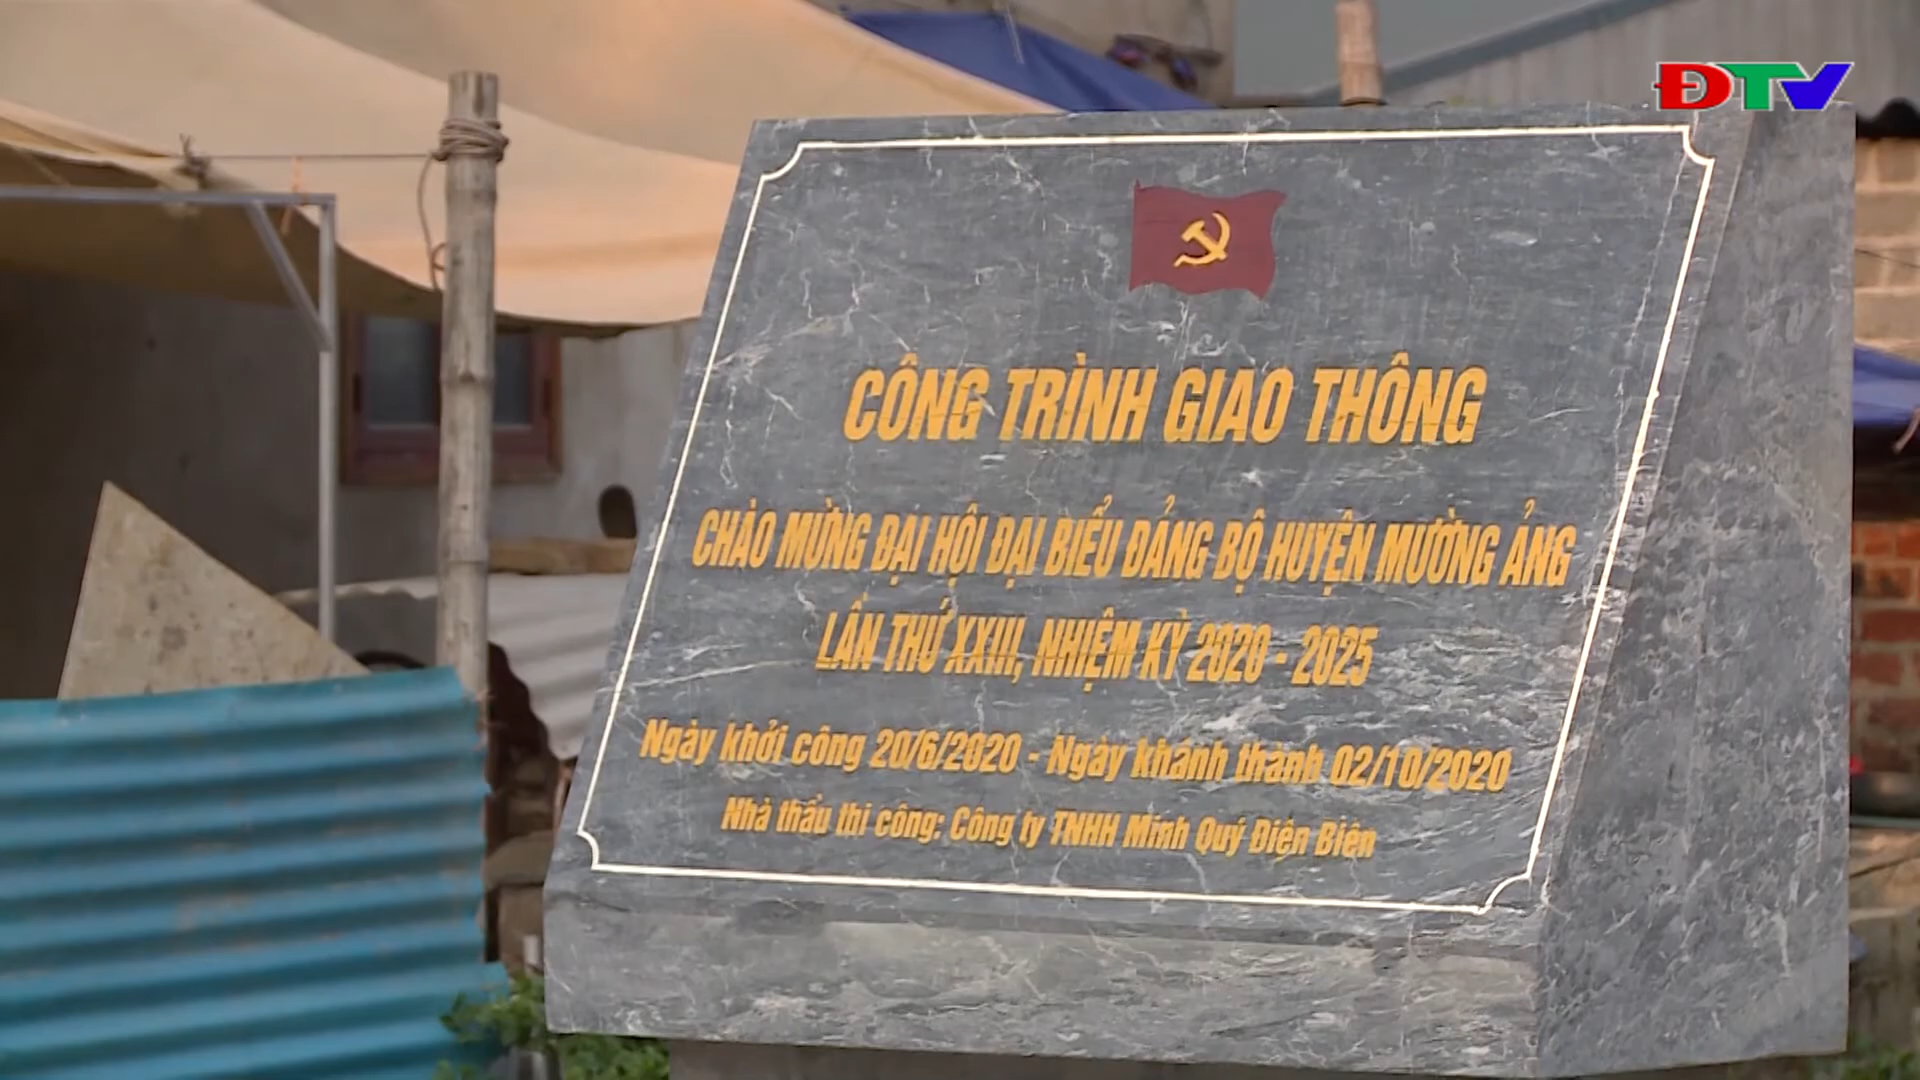 ĐTV
CÔNG TRÌNH GIAO THÔNG
CHÀO MỪNG ĐẠI HỘI ĐẠI BIỂU ĐẢNG BỘ HUYỆN MƯỜNG ẢNG
LẦN THỨ XXIII, NHIỆM KỲ 2020 - 2025
Ngày khởi công 20/6/2020 - Ngày khánh thành 02/10/2020
Nhà thầu thi công: Công ty TNHH Minh Quý Điện Biên